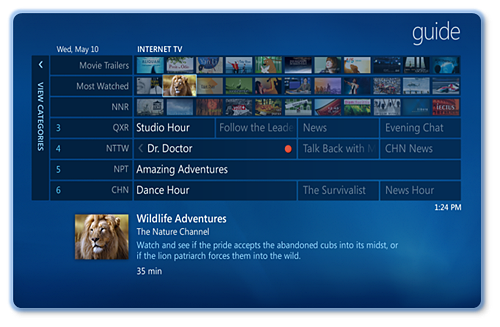 guide
Wed, May 10 INTERNET TV
Movie Trailers
Most Watched
NNR
VIEW CATEGORIES
3 QXR Studio Hour Follow the Leade News Evening Chat
4 NTTW Dr. Doctor Talk Back with M CHN News
5 NPT Amazing Adventures
6 CHN Dance Hour The Survivalist News Hour
1:24 PM
Wildlife Adventures
The Nature Channel
Watch and see if the pride accepts the abandoned cubs into its midst, or
if the lion patriarch forces them into the wild.
35 min